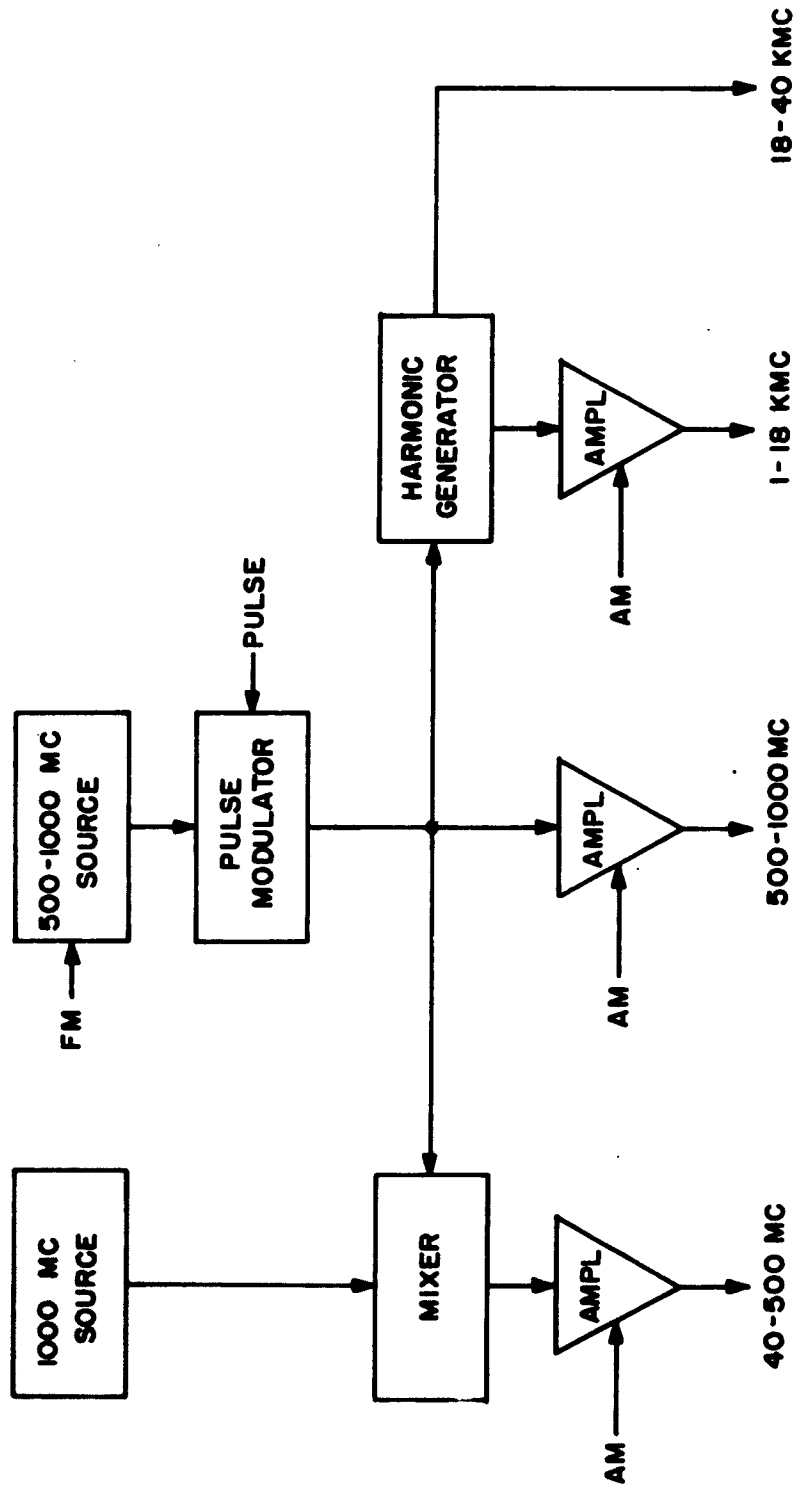 1000 MC
SOURCE
FM
500-1000 MC
SOURCE
PULSE
MODULATOR
PULSE
MIXER
HARMONIC
GENERATOR
AM
AMPL
AM
AMPL
AM
AMPL
40-500 MC
500-1000 MC
1-18 KMC
18-40 KMC